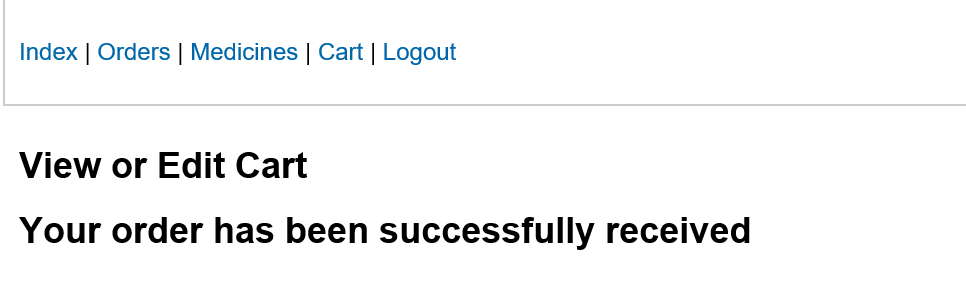 Index | Orders | Medicines | Cart | Logout
View or Edit Cart
Your order has been successfully received